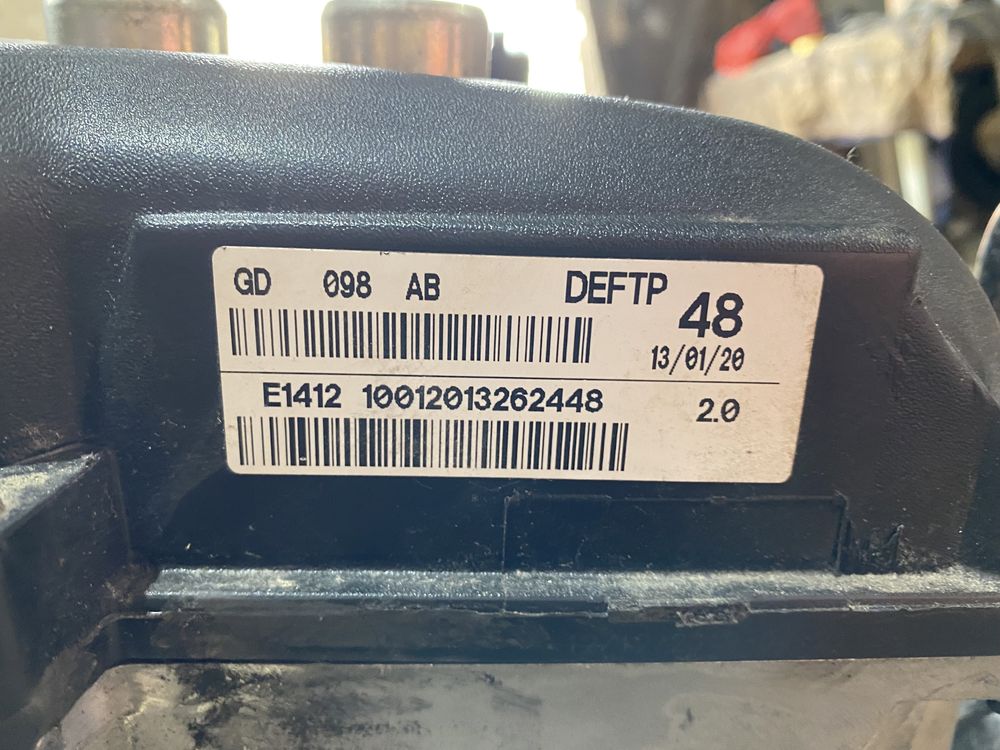 GD 098 AB DEFTP
48
13/01/20
E1412 10012013262448 2.0